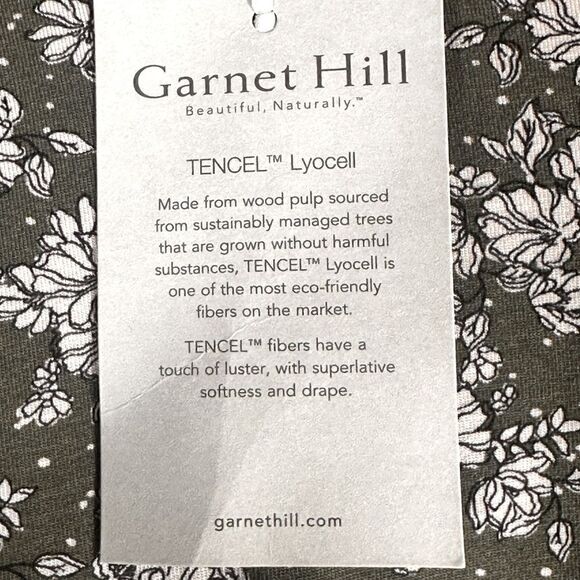 Garnet Hill
Beautiful, Naturally.™
TENCEL™ Lyocell
Made from wood pulp sourced
from sustainably managed trees
that are grown without harmful
substances, TENCEL™ Lyocell is
one of the most eco-friendly
fibers on the market.
TENCEL™ fibers have a
touch of luster, with superlative
softness and drape.
garnethill.com